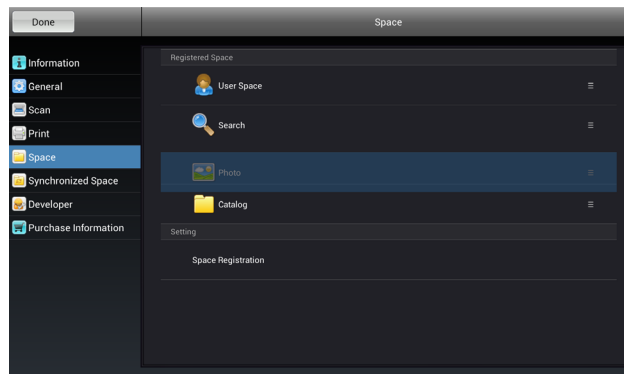 Done
Space
Information
General
Scan
Print
Space
Synchronized Space
Developer
Purchase Information
Registered Space
User Space
Search
Photo
Catalog
Setting
Space Registration